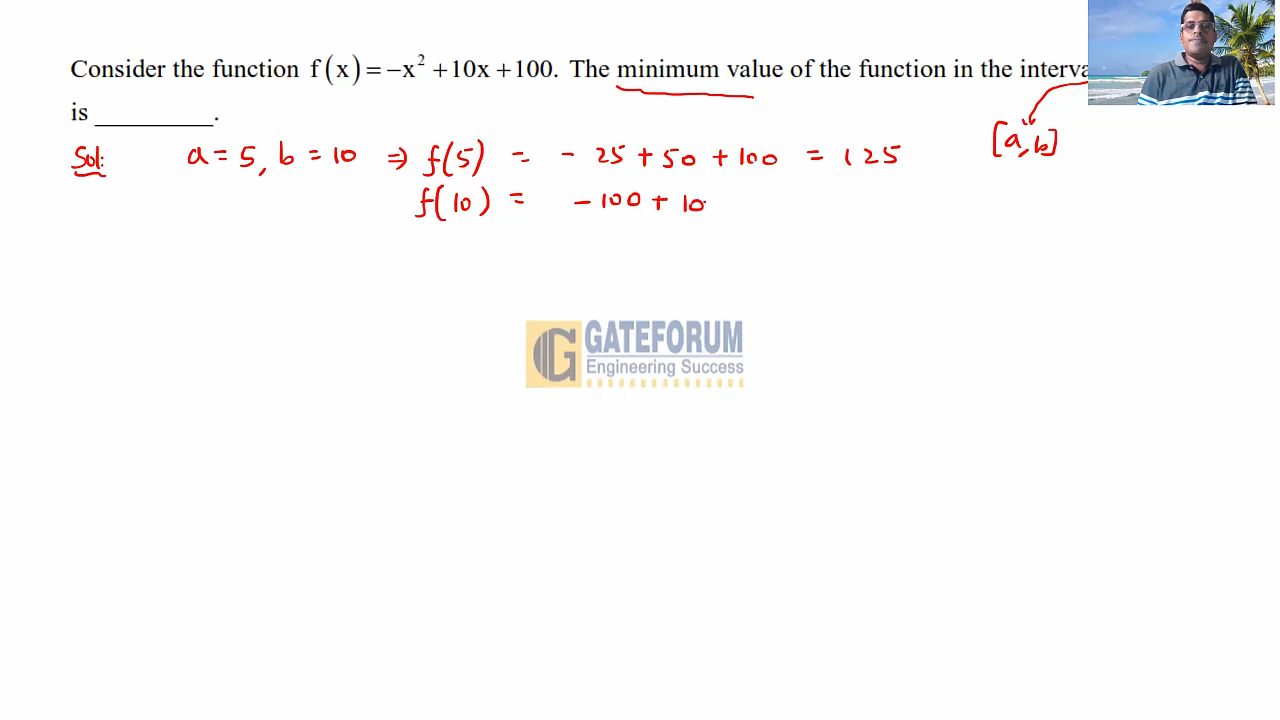 Consider the function f(x) = −x² + 10x + 100. The minimum value of the function in the
is _________.
[a, b]
Sol: a = 5, b = 10 ⇒ f(5) = - 25 + 50 + 100 = 125
f(10) = - 100 + 10
GATEFORUM
Engineering Success